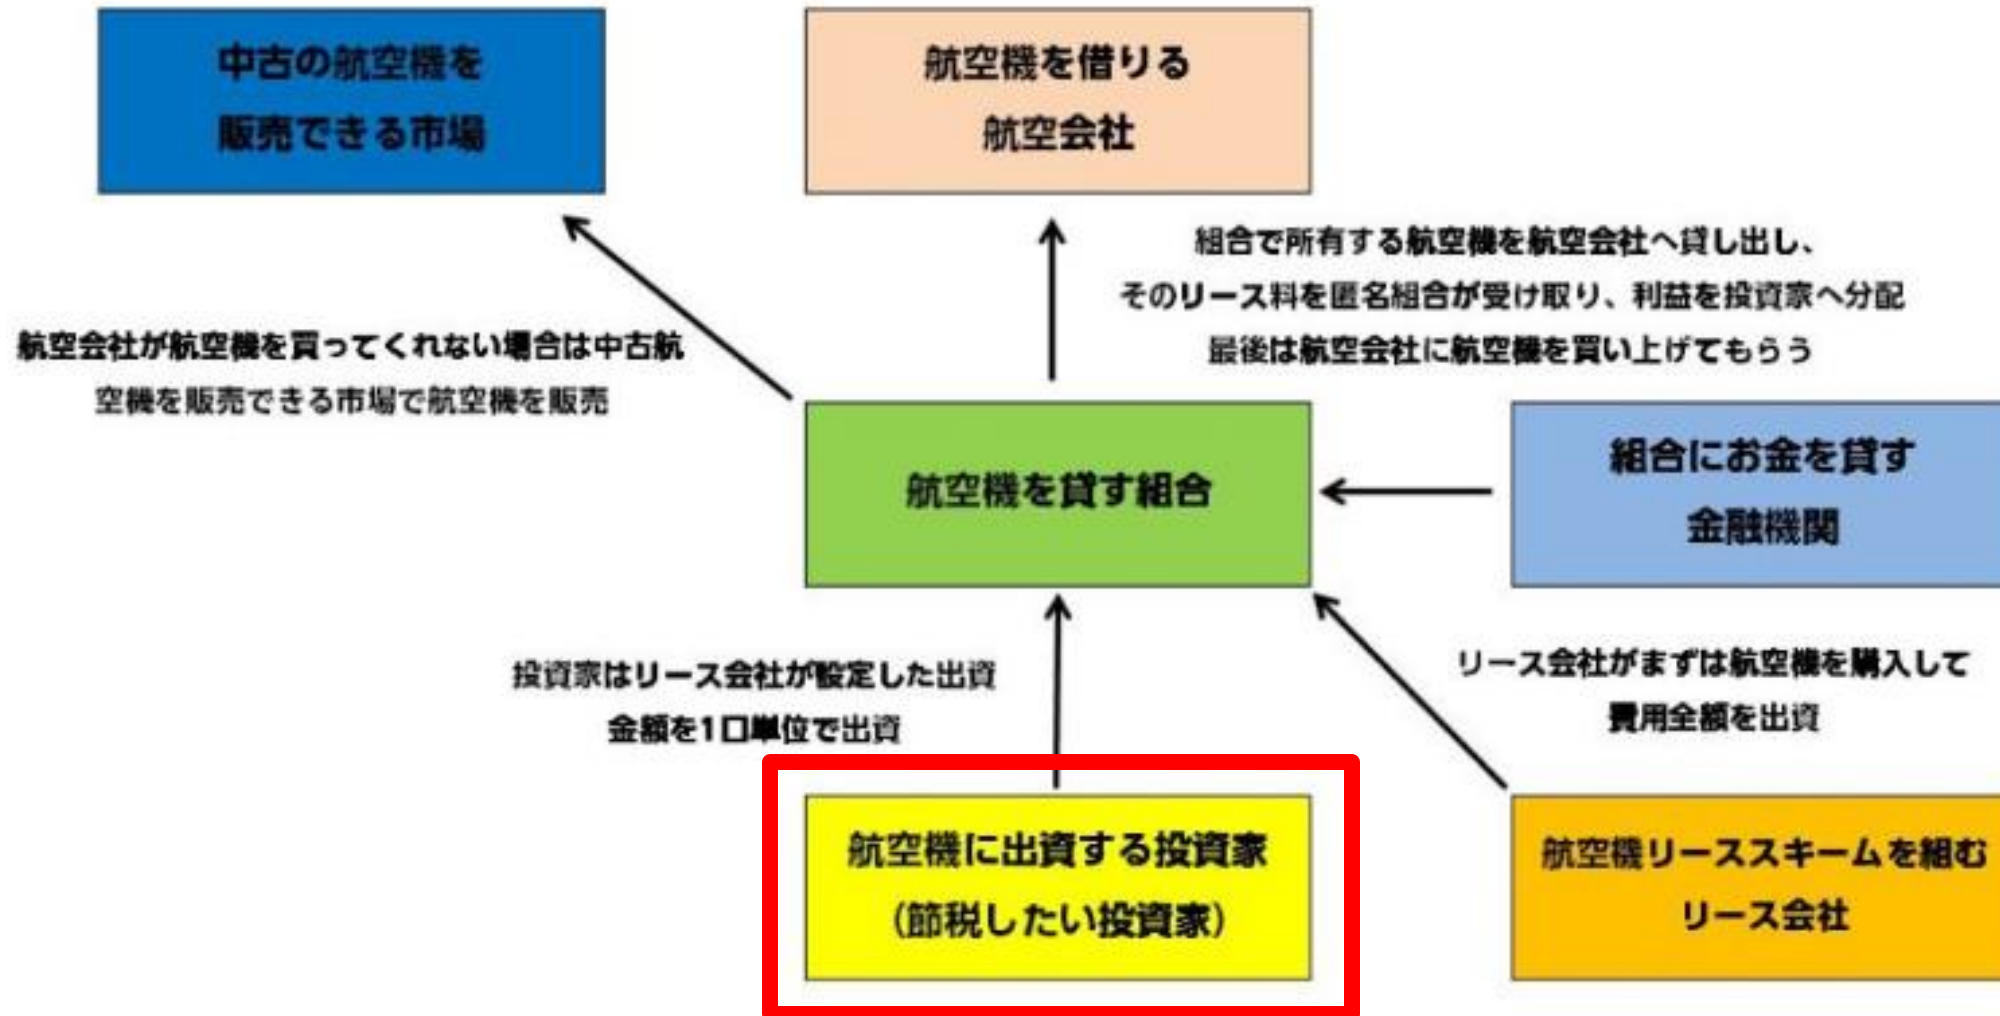 中古の航空機を
販売できる市場
航空機を借りる
航空会社
組合で所有する航空機を航空会社へ貸し出し、
そのリース料を匿名組合が受け取り、利益を投資家へ分配
最後は航空会社に航空機を買い上げてもらう
航空会社が航空機を買ってくれない場合は中古航
空機を販売できる市場で航空機を販売
航空機を貸す組合
組合にお金を貸す
金融機関
投資家はリース会社が設定した出資
金額を1口単位で出資
リース会社がまずは航空機を購入して
費用全額を出資
航空機に出資する投資家
（節税したい投資家）
航空機リーススキームを組む
リース会社